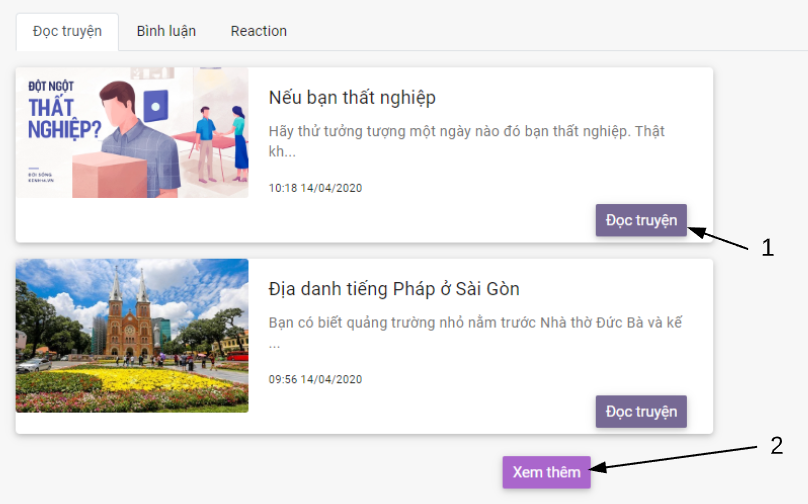 Đọc truyện
Bình luận
Reaction
ĐỘT NGỘT
THẤT
NGHIỆP?
Nếu bạn thất nghiệp
Hãy thử tưởng tượng một ngày nào đó bạn thất nghiệp. Thật
kh...
10:18 14/04/2020
Đọc truyện
1
Địa danh tiếng Pháp ở Sài Gòn
Bạn có biết quảng trường nhỏ nằm trước Nhà thờ Đức Bà và kế
...
09:56 14/04/2020
Đọc truyện
Xem thêm
2